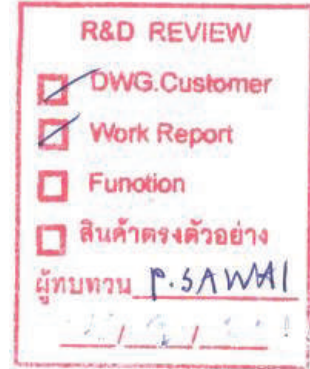 R&D REVIEW
DWG.Customer
Work Report
Funotion
สินค้าตรงตัวอย่าง
ผู้ทบทวน P.SAWAI